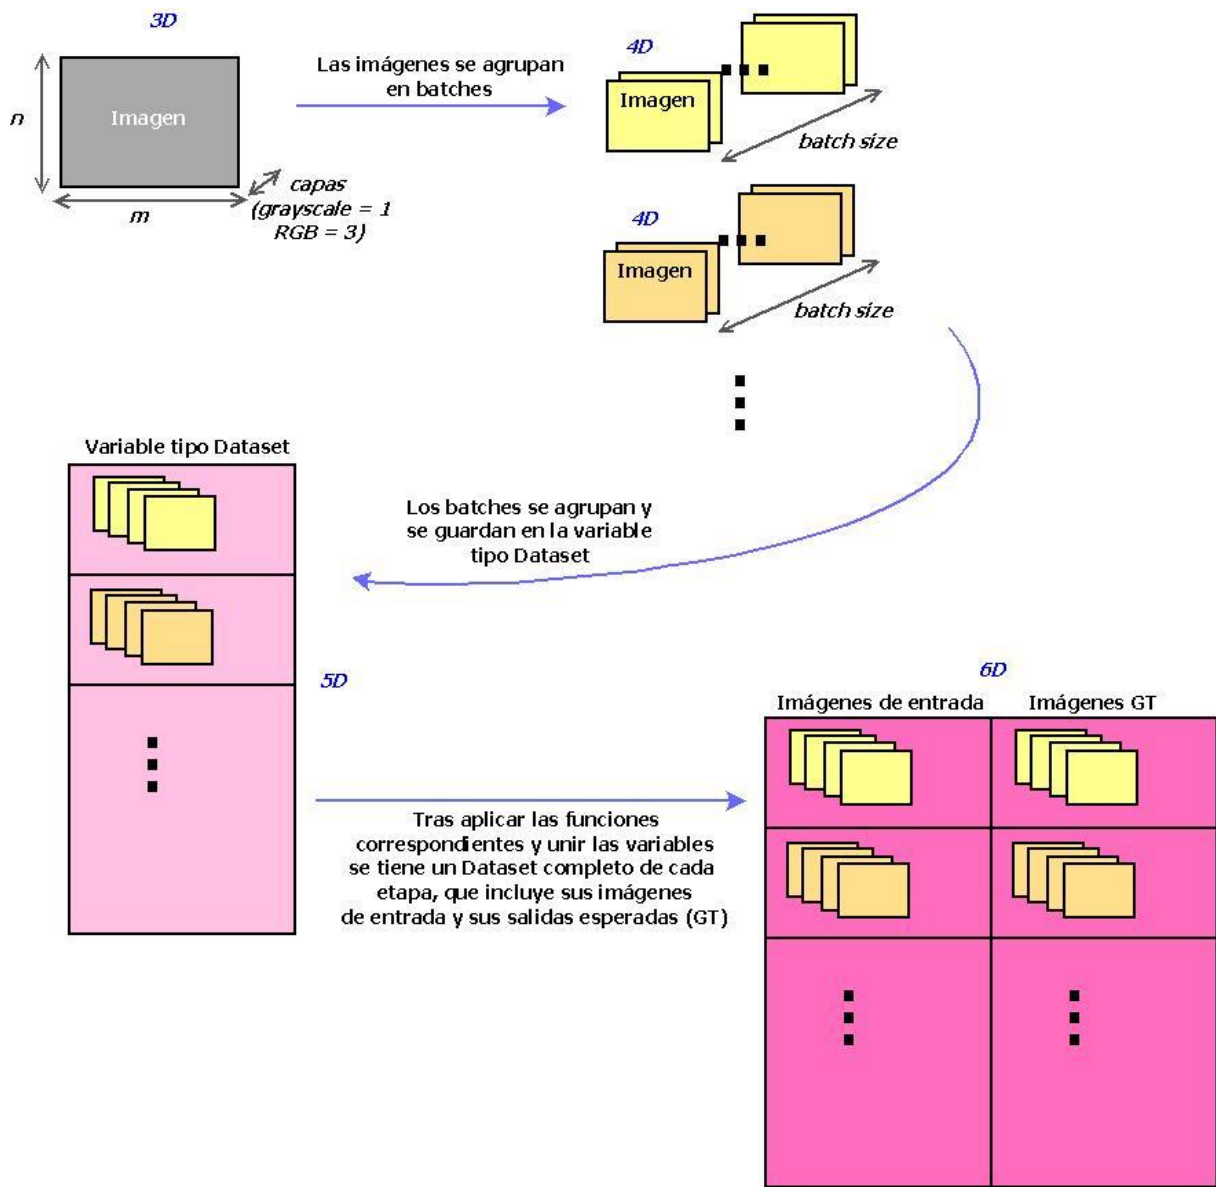 3D
n
Imagen
m
capas
(grayscale = 1
RGB = 3)
Las imágenes se agrupan
en batches
4D
Imagen
batch size
4D
Imagen
batch size
Variable tipo Dataset
Los batches se agrupan y
se guardan en la variable
tipo Dataset
5D
6D
Imágenes de entrada
Imágenes GT
Tras aplicar las funciones
correspondientes y unir las variables
se tiene un Dataset completo de cada
etapa, que incluye sus imágenes
de entrada y sus salidas esperadas (GT)